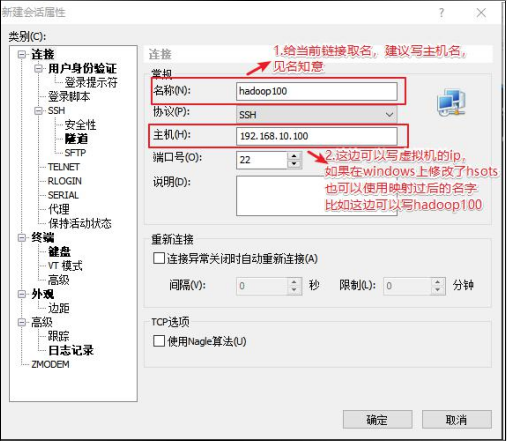 新建会话属性
? ×
类别(C):
连接
用户身份验证
登录提示符
登录脚本
SSH
安全性
隧道
SFTP
TELNET
RLOGIN
SERIAL
代理
保持活动状态
终端
键盘
VT 模式
高级
外观
边距
高级
跟踪
日志记录
ZMODEM
连接
1.给当前链接取名，建议写主机名，
见名知意
常规
名称(N): hadoop100
协议(P): SSH
主机(H): 192.168.10.100
端口号(O): 22
2.这边可以写虚拟机的ip,
如果在windows上修改了hsots
也可以使用映射过后的名字
比如这边可以写hadoop100
说明(D):
重新连接
连接异常关闭时自动重新连接(A)
间隔(V): 0 秒 限制(L): 0 分钟
TCP选项
使用Nagle算法(U)
确定 取消